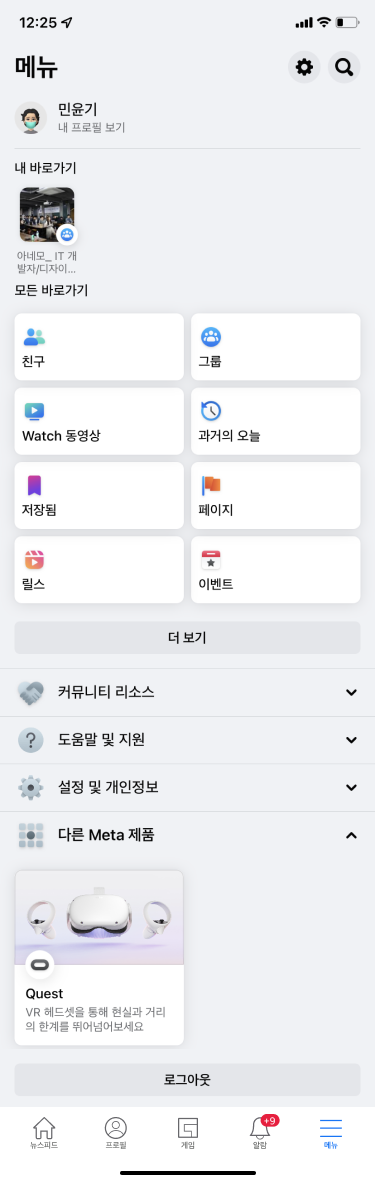 12:25
메뉴
민윤기
내 프로필 보기
내 바로가기
아네모_ IT 개
발자/디자이...
모든 바로가기
친구
그룹
Watch 동영상
과거의 오늘
저장됨
페이지
릴스
이벤트
더 보기
커뮤니티 리소스
도움말 및 지원
설정 및 개인정보
다른 Meta 제품
Quest
VR 헤드셋을 통해 현실과 거리
의 한계를 뛰어넘어보세요
로그아웃
+9
뉴스피드
프로필
게임
알람
메뉴